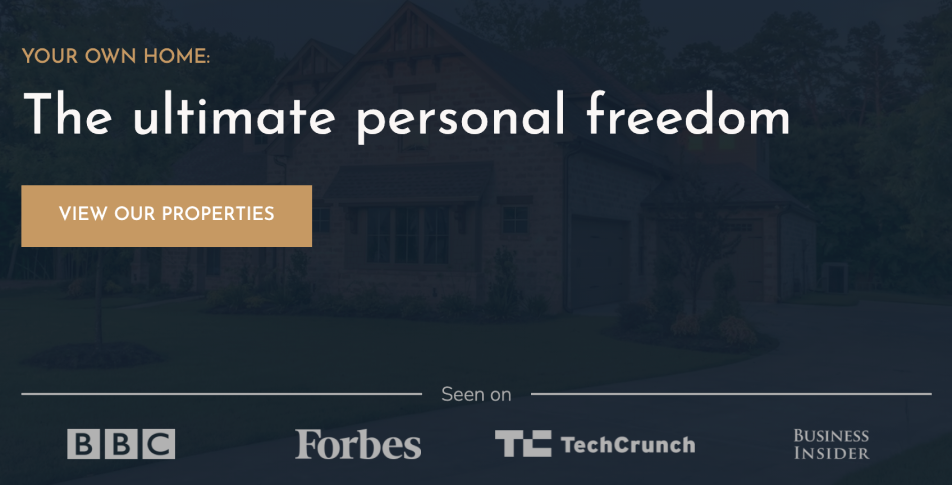 YOUR OWN HOME:
The ultimate personal freedom
VIEW OUR PROPERTIES
Seen on
BBC
Forbes
TC TechCrunch
BUSINESS
INSIDER